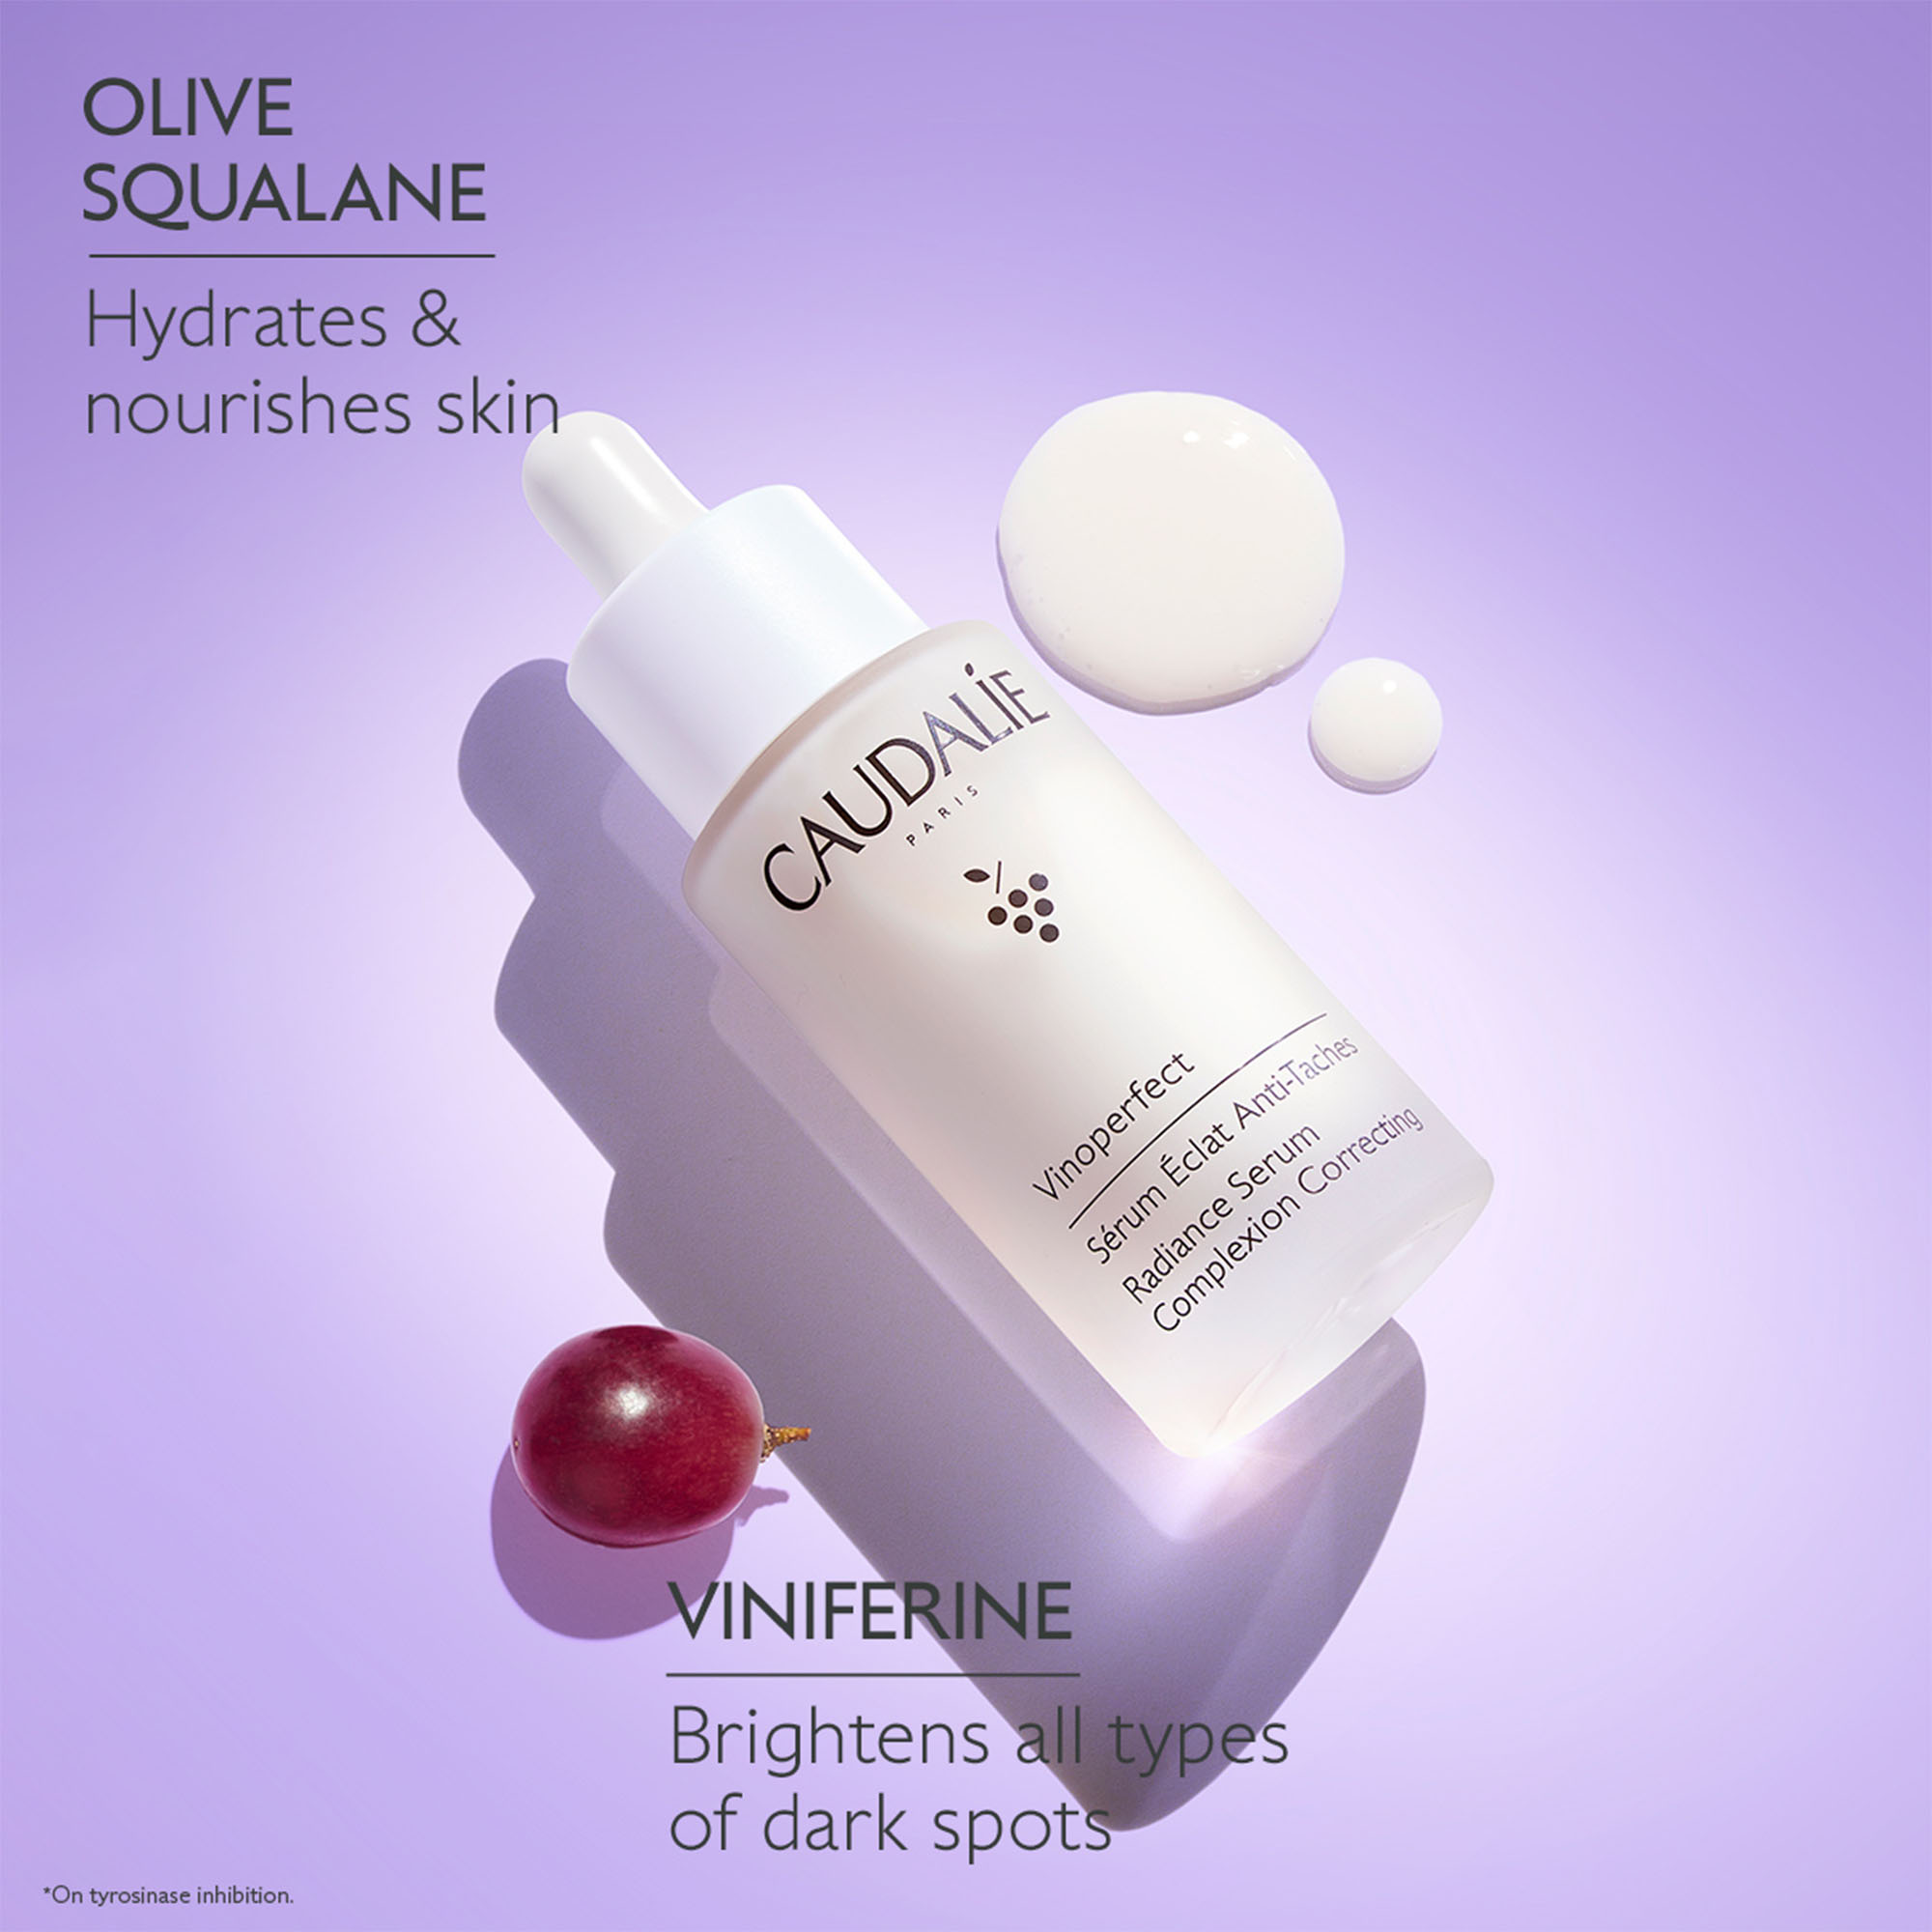 OLIVE
SQUALANE
Hydrates &
nourishes skin
CAUDALÍE
PARIS
Vinoperfect
Sérum Éclat Anti-Taches
Radiance Serum
Complexion Correcting
VINIFERINE
Brightens all types
of dark spots
*On tyrosinase inhibition.